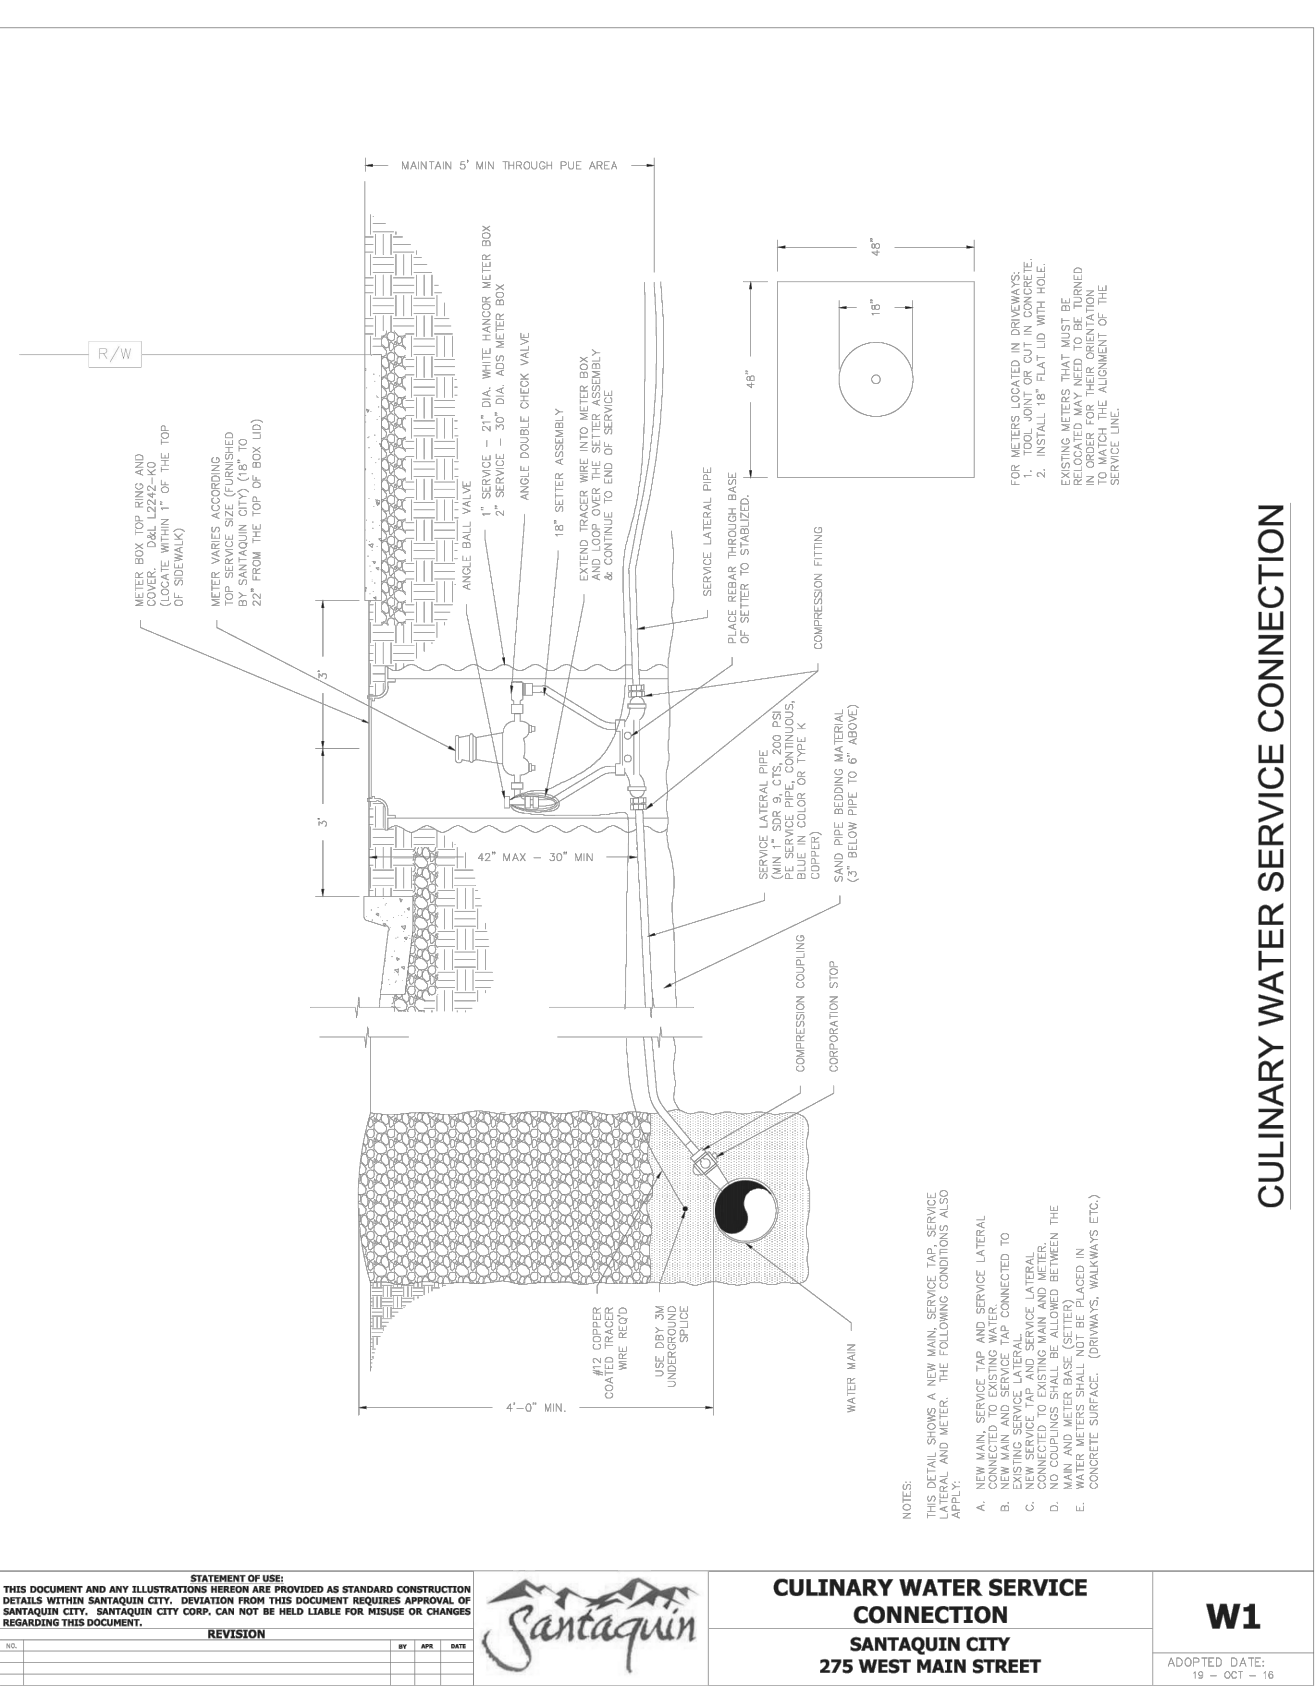 MAINTAIN 5' MIN THROUGH PUE AREA
R/W
METER BOX TOP RING AND
COVER. D&L L2242-K0
(LOCATE WITHIN 1" OF THE TOP
OF SIDEWALK)
METER VARIES ACCORDING
TOP SERVICE SIZE (FURNISHED
BY SANTAQUIN CITY) (18" TO
22" FROM THE TOP OF BOX LID)
3'
3'
ANGLE BALL VALVE
1" SERVICE - 21" DIA. WHITE HANCOR METER BOX
2" SERVICE - 30" DIA. ADS METER BOX
ANGLE DOUBLE CHECK VALVE
18" SETTER ASSEMBLY
EXTEND TRACER WIRE INTO METER BOX
AND LOOP OVER THE SETTER ASSEMBLY
& CONTINUE TO END OF SERVICE
SERVICE LATERAL PIPE
PLACE REBAR THROUGH BASE
OF SETTER TO STABLIZED.
COMPRESSION FITTING
48"
48"
18"
FOR METERS LOCATED IN DRIVEWAYS:
1. TOOL JOINT OR CUT IN CONCRETE.
2. INSTALL 18" FLAT LID WITH HOLE.
EXISTING METERS THAT MUST BE
RELOCATED MAY NEED TO BE TURNED
IN ORDER FOR THEIR ORIENTATION
TO MATCH THE ALIGNMENT OF THE
SERVICE LINE.
42" MAX - 30" MIN
SERVICE LATERAL PIPE
(MIN 1" SDR 9, CTS, 200 PSI
PE SERVICE PIPE, CONTINUOUS,
BLUE IN COLOR OR TYPE K
COPPER)
SAND PIPE BEDDING MATERIAL
(3" BELOW PIPE TO 6" ABOVE)
COMPRESSION COUPLING
CORPORATION STOP
#12 COPPER
COATED TRACER
WIRE REQ'D
USE DBY 3M
UNDERGROUND
SPLICE
4'-0" MIN.
WATER MAIN
NOTES:
THIS DETAIL SHOWS A NEW MAIN, SERVICE TAP, SERVICE
LATERAL AND METER. THE FOLLOWING CONDITIONS ALSO
APPLY:
A. NEW MAIN, SERVICE TAP AND SERVICE LATERAL
CONNECTED TO EXISTING WATER.
B. NEW MAIN AND SERVICE TAP CONNECTED TO
EXISTING SERVICE LATERAL.
C. NEW SERVICE TAP AND SERVICE LATERAL
CONNECTED TO EXISTING MAIN AND METER.
D. NO COUPLINGS SHALL BE ALLOWED BETWEEN THE
MAIN AND METER BASE (SETTER)
E. WATER METERS SHALL NOT BE PLACED IN
CONCRETE SURFACE. (DRIVWAYS, WALKWAYS ETC.)
CULINARY WATER SERVICE CONNECTION
STATEMENT OF USE:
THIS DOCUMENT AND ANY ILLUSTRATIONS HEREON ARE PROVIDED AS STANDARD CONSTRUCTION
DETAILS WITHIN SANTAQUIN CITY. DEVIATION FROM THIS DOCUMENT REQUIRES APPROVAL OF
SANTAQUIN CITY. SANTAQUIN CITY CORP. CAN NOT BE HELD LIABLE FOR MISUSE OR CHANGES
REGARDING THIS DOCUMENT.
REVISION
NO. BY APR DATE
Santaquin
CULINARY WATER SERVICE
CONNECTION
SANTAQUIN CITY
275 WEST MAIN STREET
W1
ADOPTED DATE:
19 - OCT - 16